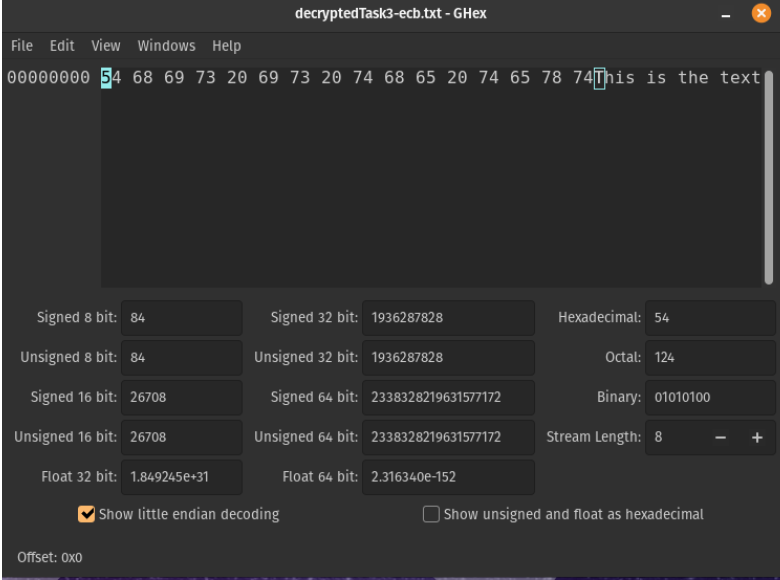 decryptedTask3-ecb.txt - GHex
File Edit View Windows Help
00000000 54 68 69 73 20 69 73 20 74 68 65 20 74 65 78 74This is the text
Signed 8 bit: 84 Signed 32 bit: 1936287828 Hexadecimal: 54
Unsigned 8 bit: 84 Unsigned 32 bit: 1936287828 Octal: 124
Signed 16 bit: 26708 Signed 64 bit: 2338328219631577172 Binary: 01010100
Unsigned 16 bit: 26708 Unsigned 64 bit: 2338328219631577172 Stream Length: 8 − +
Float 32 bit: 1.849245e+31 Float 64 bit: 2.316340e-152
Show little endian decoding Show unsigned and float as hexadecimal
Offset: 0x0